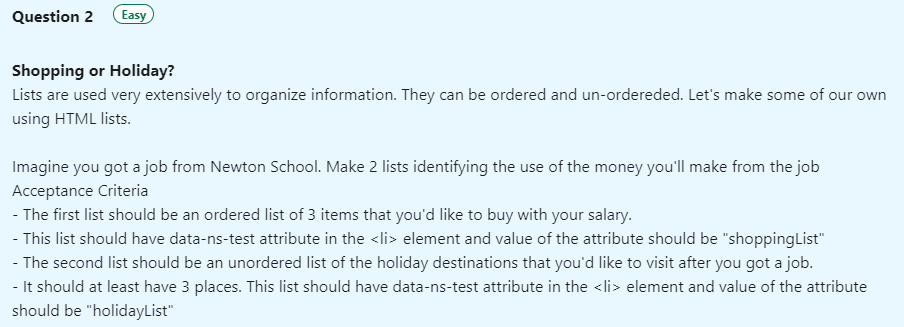 Question 2 Easy
Shopping or Holiday?
Lists are used very extensively to organize information. They can be ordered and un-ordereded. Let's make some of our own
using HTML lists.
Imagine you got a job from Newton School. Make 2 lists identifying the use of the money you'll make from the job
Acceptance Criteria
- The first list should be an ordered list of 3 items that you'd like to buy with your salary.
- This list should have data-ns-test attribute in the <li> element and value of the attribute should be "shoppingList"
- The second list should be an unordered list of the holiday destinations that you'd like to visit after you got a job.
- It should at least have 3 places. This list should have data-ns-test attribute in the <li> element and value of the attribute
should be "holidayList"